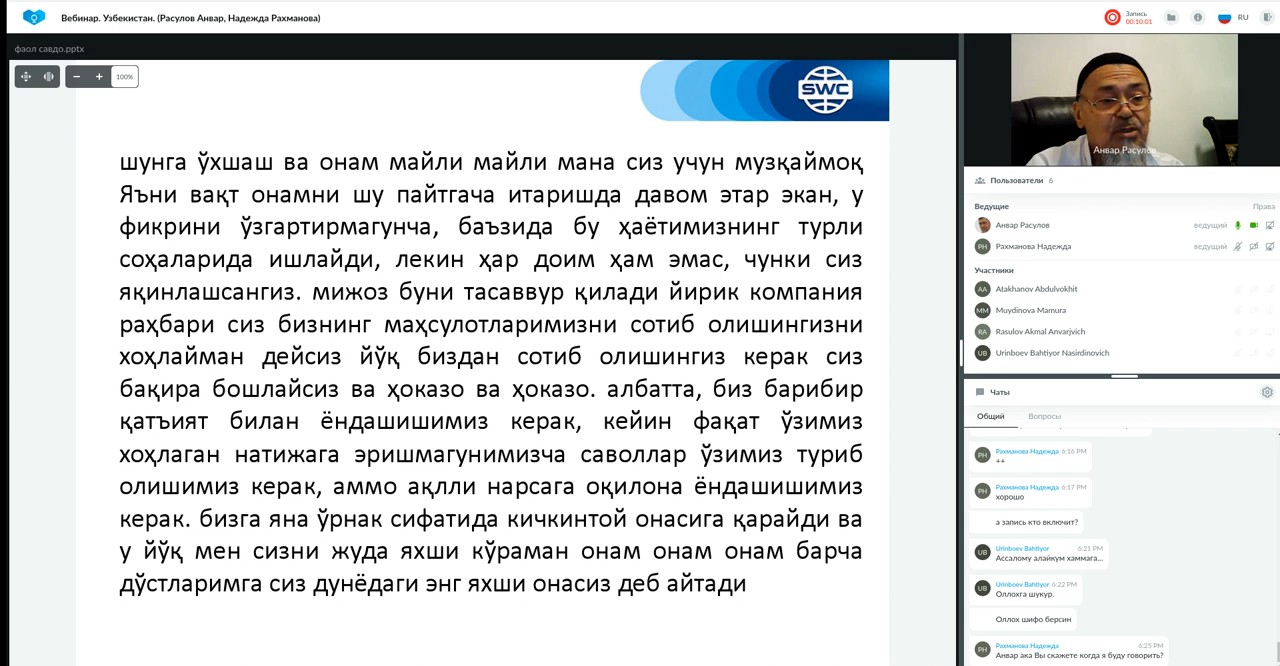 Вебинар. Узбекистан. (Расулов Анвар, Надежда Рахманова)
Запись
00:10:01
RU
фаол савдо.pptx
100%
SWC
шунга ўхшаш ва онам майли майли мана сиз учун музқаймоқ
Яъни вақт онамни шу пайтгача итаришда давом этар экан, у
фикрини ўзгартирмагунча, баъзида бу ҳаётимизнинг турли
соҳаларида ишлайди, лекин ҳар доим ҳам эмас, чунки сиз
яқинлашсангиз. мижоз буни тасаввур қилади йирик компания
раҳбари сиз бизнинг маҳсулотларимизни сотиб олишингизни
хоҳлайман дейсиз йўқ биздан сотиб олишингиз керак сиз
бақира бошлайсиз ва ҳоказо ва ҳоказо. албатта, биз барибир
қатъият билан ёндашишимиз керак, кейин фақат ўзимиз
хоҳлаган натижага эришмагунимизча саволлар ўзимиз туриб
олишимиз керак, аммо ақлли нарсага оқилона ёндашишимиз
керак. бизга яна ўрнак сифатида кичкинтой онасига қарайди ва
у йўқ мен сизни жуда яхши кўраман онам онам онам барча
дўстларимга сиз дунёдаги энг яхши онасиз деб айтади
Анвар Расулов
Пользователи 6
Ведущие Права
Анвар Расулов ведущий
РН Рахманова Надежда ведущий
Участники
AA Atakhanov Abdulvokhit
MM Muydinova Mamura
RA Rasulov Akmal Anvarjvich
UB Urinboev Bahtiyor Nasirdinovich
Чаты
Общий Вопросы
РН Рахманова Надежда 6:16 PM
++
РН Рахманова Надежда 6:17 PM
хорошо
а запись кто включит?
UB Urinboev Bahtiyor 6:21 PM
Ассалому алайкум хаммага...
UB Urinboev Bahtiyor 6:22 PM
Оллохга шукур.
Оллох шифо берсин
РН Рахманова Надежда 6:25 PM
Анвар ака Вы скажете когда я буду говорить?